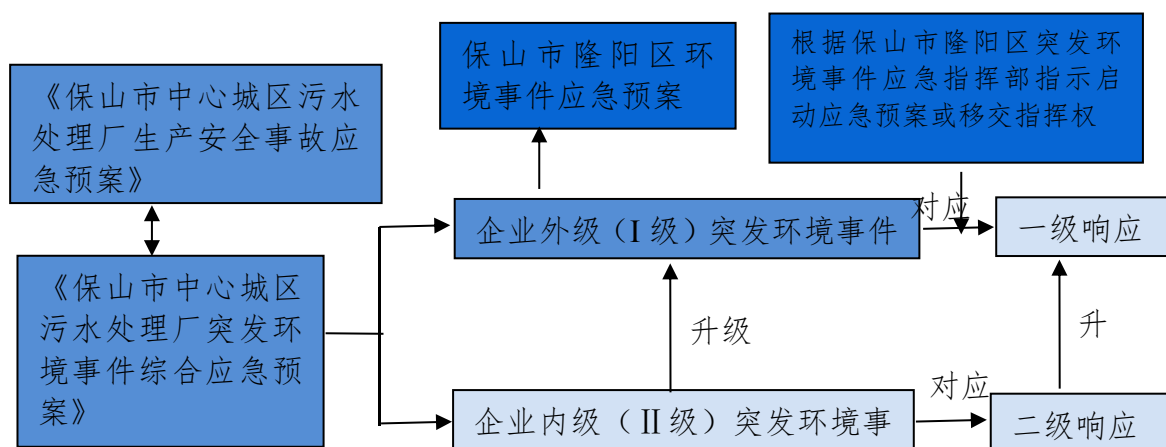 保山市隆阳区环
境事件应急预案
根据保山市隆阳区突发环
境事件应急指挥部指示启
动应急预案或移交指挥权
《保山市中心城区污水
处理厂生产安全事故应
急预案》
企业外级（I级）突发环境事件
对应
一级响应
《保山市中心城区
污水处理厂突发环
境事件综合应急预
案》
升级
升
企业内级（II级）突发环境事
对应
二级响应